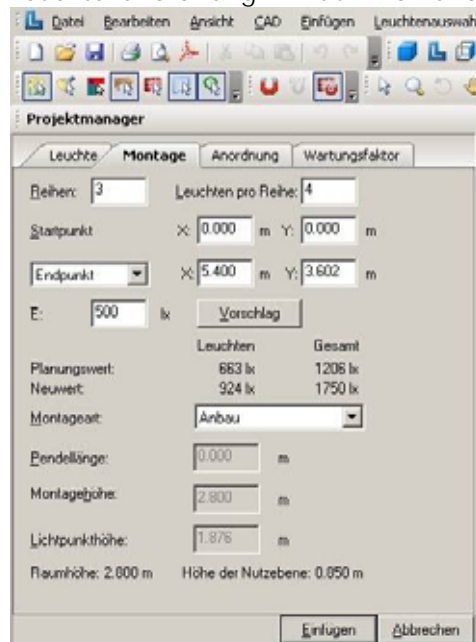 Datei Bearbeiten Ansicht CAD Einfügen Leuchtenauswah
Projektmanager
Leuchte Montage Anordnung Wartungsfaktor
Reihen: 3 Leuchten pro Reihe: 4
Startpunkt X: 0.000 m Y: 0.000 m
Endpunkt X: 5.400 m Y: 3.602 m
E: 500 lx Vorschlag
Leuchten Gesamt
Planungswert: 663 lx 1206 lx
Neuwert: 924 lx 1750 lx
Montageart: Anbau
Pendellänge: 0.000 m
Montagehöhe: 2.800 m
Lichtpunkthöhe: 1.876 m
Raumhöhe: 2.800 m Höhe der Nutzebene: 0.850 m
Einfügen Abbrechen